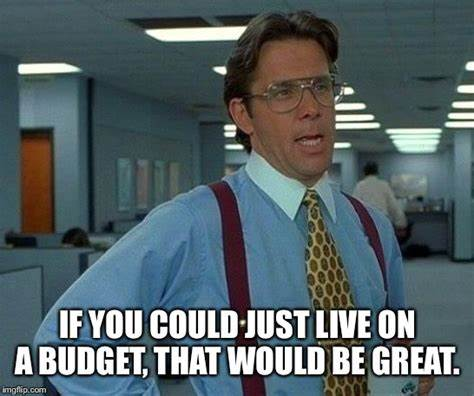 IF YOU COULD JUST LIVE ON
A BUDGET, THAT WOULD BE GREAT.
imgflip.com